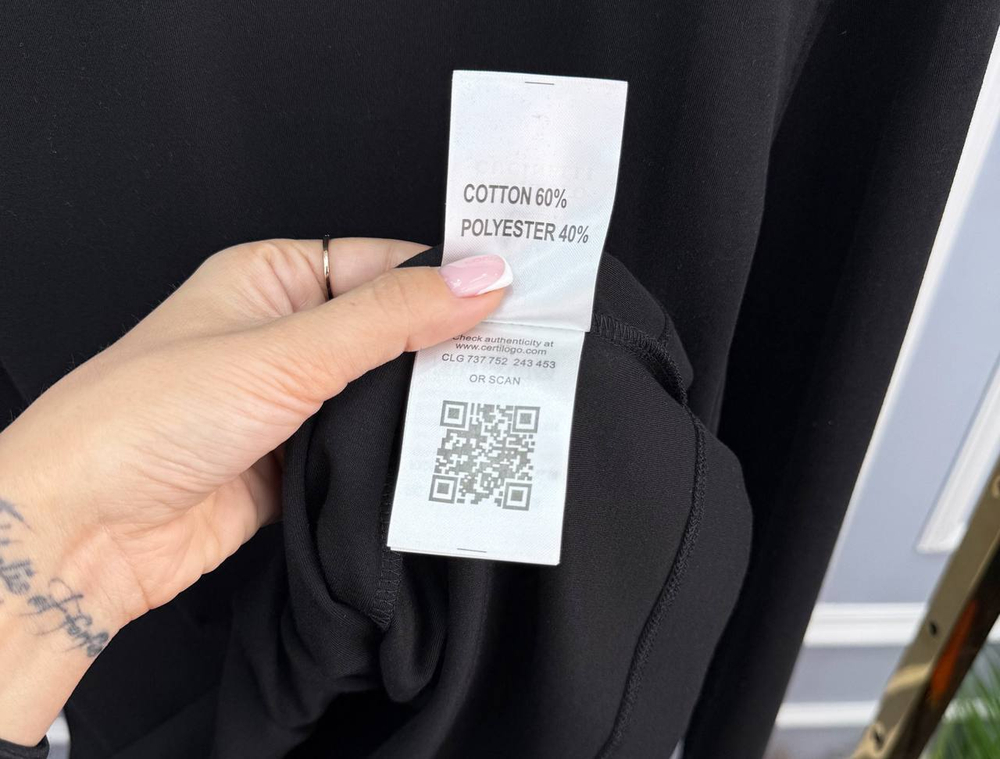 COTTON 60%
POLYESTER 40%
Check authenticity at
www.certilogo.com
CLG 737 752 243 453
OR SCAN